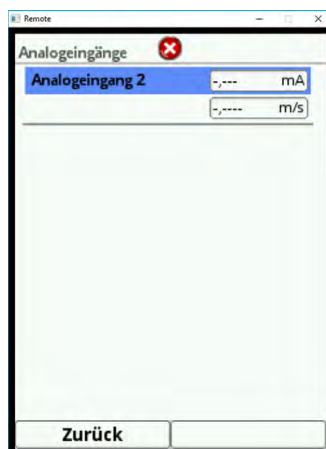 Remote
Analogeingänge
Analogeingang 2 -,--- mA
-,---- m/s
Zurück